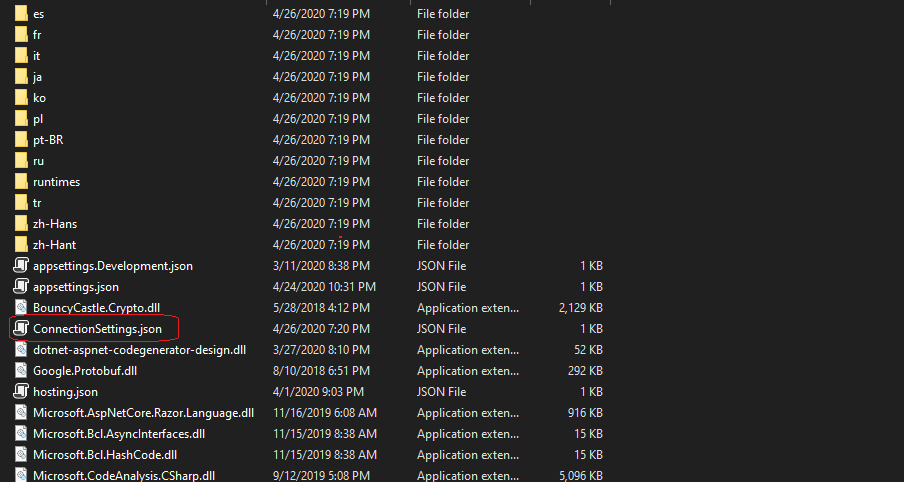 es 4/26/2020 7:19 PM File folder
fr 4/26/2020 7:19 PM File folder
it 4/26/2020 7:19 PM File folder
ja 4/26/2020 7:19 PM File folder
ko 4/26/2020 7:19 PM File folder
pl 4/26/2020 7:19 PM File folder
pt-BR 4/26/2020 7:19 PM File folder
ru 4/26/2020 7:19 PM File folder
runtimes 4/26/2020 7:19 PM File folder
tr 4/26/2020 7:19 PM File folder
zh-Hans 4/26/2020 7:19 PM File folder
zh-Hant 4/26/2020 7:19 PM File folder
appsettings.Development.json 3/11/2020 8:38 PM JSON File 1 KB
appsettings.json 4/24/2020 10:31 PM JSON File 1 KB
BouncyCastle.Crypto.dll 5/28/2018 4:12 PM Application exten... 2,129 KB
ConnectionSettings.json 4/26/2020 7:20 PM JSON File 1 KB
dotnet-aspnet-codegenerator-design.dll 3/27/2020 8:10 PM Application exten... 52 KB
Google.Protobuf.dll 8/10/2018 6:51 PM Application exten... 292 KB
hosting.json 4/1/2020 9:03 PM JSON File 1 KB
Microsoft.AspNetCore.Razor.Language.dll 11/16/2019 6:08 AM Application exten... 916 KB
Microsoft.Bcl.AsyncInterfaces.dll 11/15/2019 8:38 AM Application exten... 15 KB
Microsoft.Bcl.HashCode.dll 11/15/2019 8:38 AM Application exten... 15 KB
Microsoft.CodeAnalysis.CSharp.dll 9/12/2019 5:08 PM Application exten... 5,096 KB